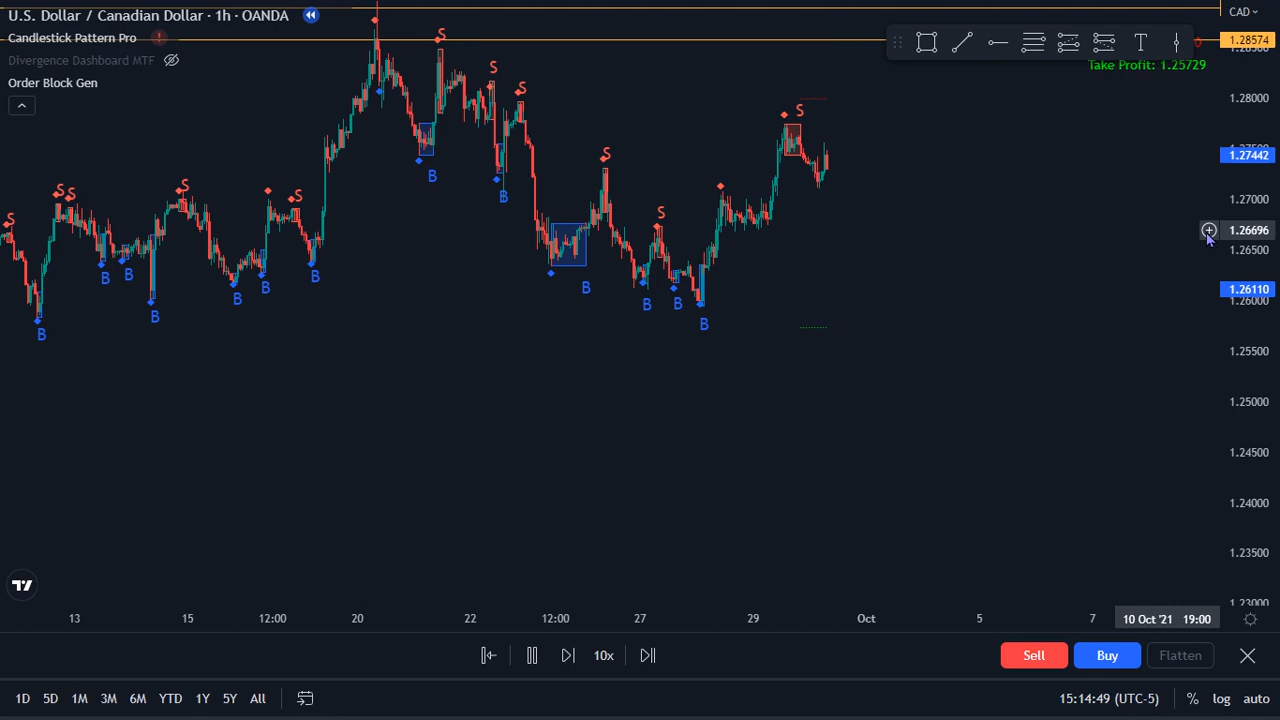 U.S. Dollar / Canadian Dollar · 1h · OANDA
CAD
Candlestick Pattern Pro
Divergence Dashboard MTF
Order Block Gen
Take Profit: 1.25729
1.28574
1.28000
1.27442
1.27000
1.26696
1.26500
1.26110
1.26000
1.25500
1.25000
1.24500
1.24000
1.23500
1.23000
S S S S S S S S S S S S
B B B B B B B B B B B B B B
13 15 12:00 20 22 12:00 27 29 Oct 5 7 10 Oct '21 19:00
10x
Sell Buy Flatten
1D 5D 1M 3M 6M YTD 1Y 5Y All
15:14:49 (UTC-5) % log auto